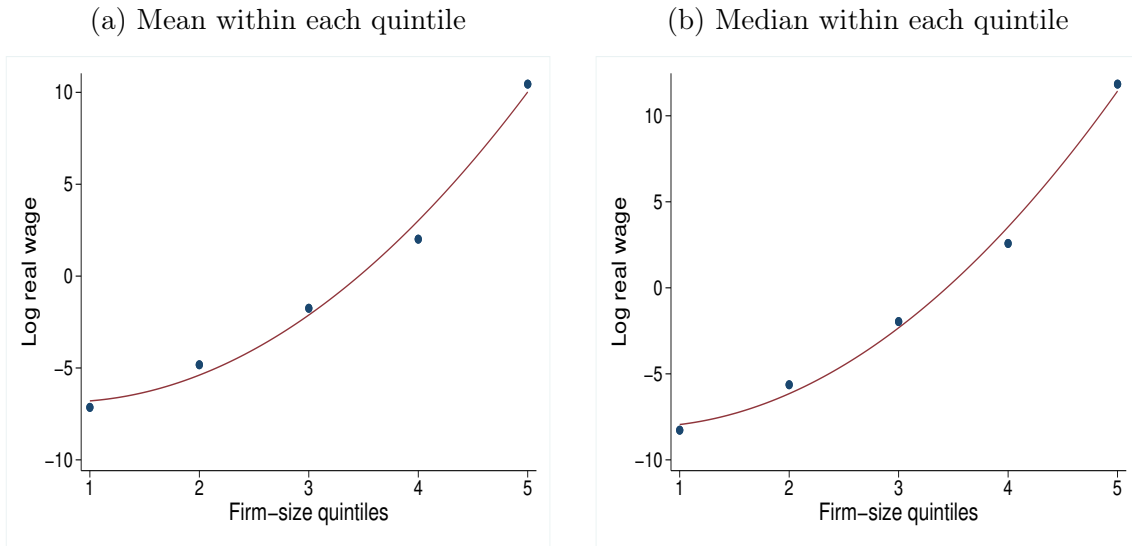 (a) Mean within each quintile
10
5
0
−5
−10
Log real wage
1 2 3 4 5
Firm−size quintiles
(b) Median within each quintile
10
5
0
−5
−10
Log real wage
1 2 3 4 5
Firm−size quintiles